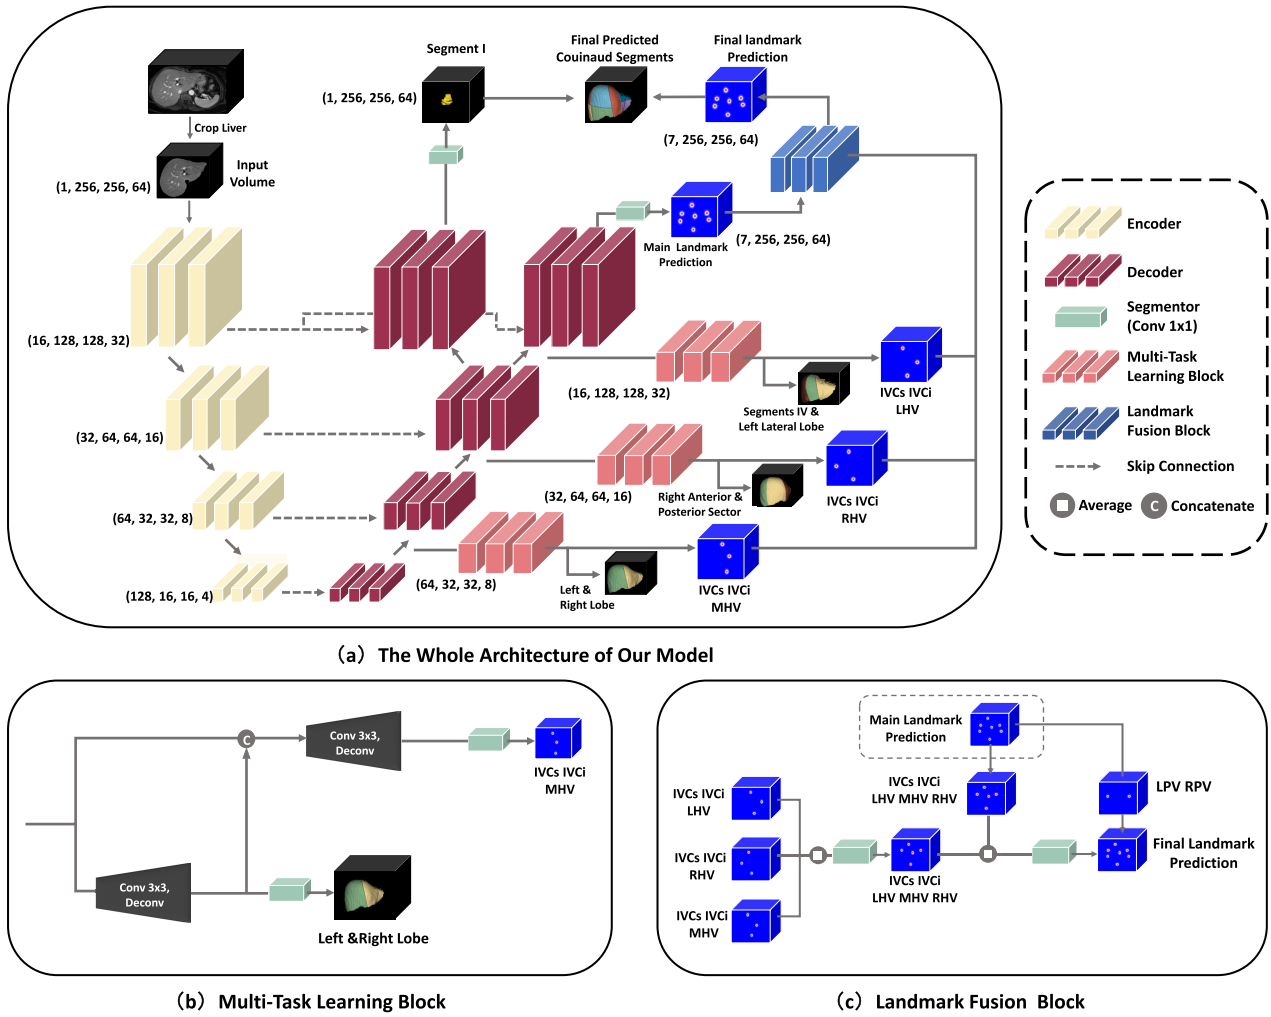 Segment I
Final Predicted
Couinaud Segments
Final landmark
Prediction
(1, 256, 256, 64)
Crop Liver
Input
Volume
(1, 256, 256, 64)
(7, 256, 256, 64)
Main Landmark
Prediction
(7, 256, 256, 64)
(16, 128, 128, 32)
(16, 128, 128, 32)
Segments IV &
Left Lateral Lobe
IVCs IVCi
LHV
(32, 64, 64, 16)
(32, 64, 64, 16)
Right Anterior &
Posterior Sector
IVCs IVCi
RHV
(64, 32, 32, 8)
(64, 32, 32, 8)
Left &
Right Lobe
IVCs IVCi
MHV
(128, 16, 16, 4)
Encoder
Decoder
Segmentor
(Conv 1x1)
Multi-Task
Learning Block
Landmark
Fusion Block
Skip Connection
Average
C
Concatenate
(a) The Whole Architecture of Our Model
C
Conv 3x3,
Deconv
IVCs IVCi
MHV
Conv 3x3,
Deconv
Left &Right Lobe
(b) Multi-Task Learning Block
Main Landmark
Prediction
IVCs IVCi
LHV
IVCs IVCi
LHV MHV RHV
LPV RPV
IVCs IVCi
RHV
IVCs IVCi
LHV MHV RHV
Final Landmark
Prediction
IVCs IVCi
MHV
(c) Landmark Fusion Block